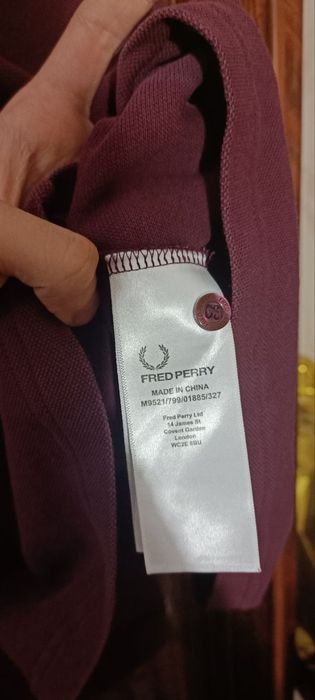 FRED PERRY
MADE IN CHINA
M9521/799/01885/327
Fred Perry Ltd
14 James St
Covent Garden
London
WC2E 8BU